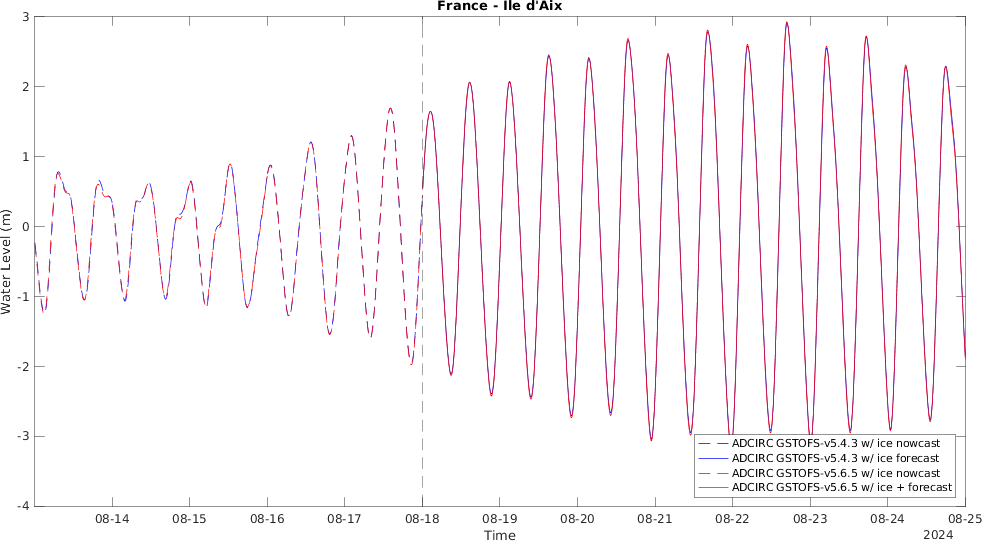 France - Ile d'Aix
3
2
1
0
-1
-2
-3
-4
Water Level (m)
ADCIRC GSTOFS-v5.4.3 w/ ice nowcast
ADCIRC GSTOFS-v5.4.3 w/ ice forecast
ADCIRC GSTOFS-v5.6.5 w/ ice nowcast
ADCIRC GSTOFS-v5.6.5 w/ ice + forecast
08-14 08-15 08-16 08-17 08-18 08-19 08-20 08-21 08-22 08-23 08-24 08-25
Time
2024